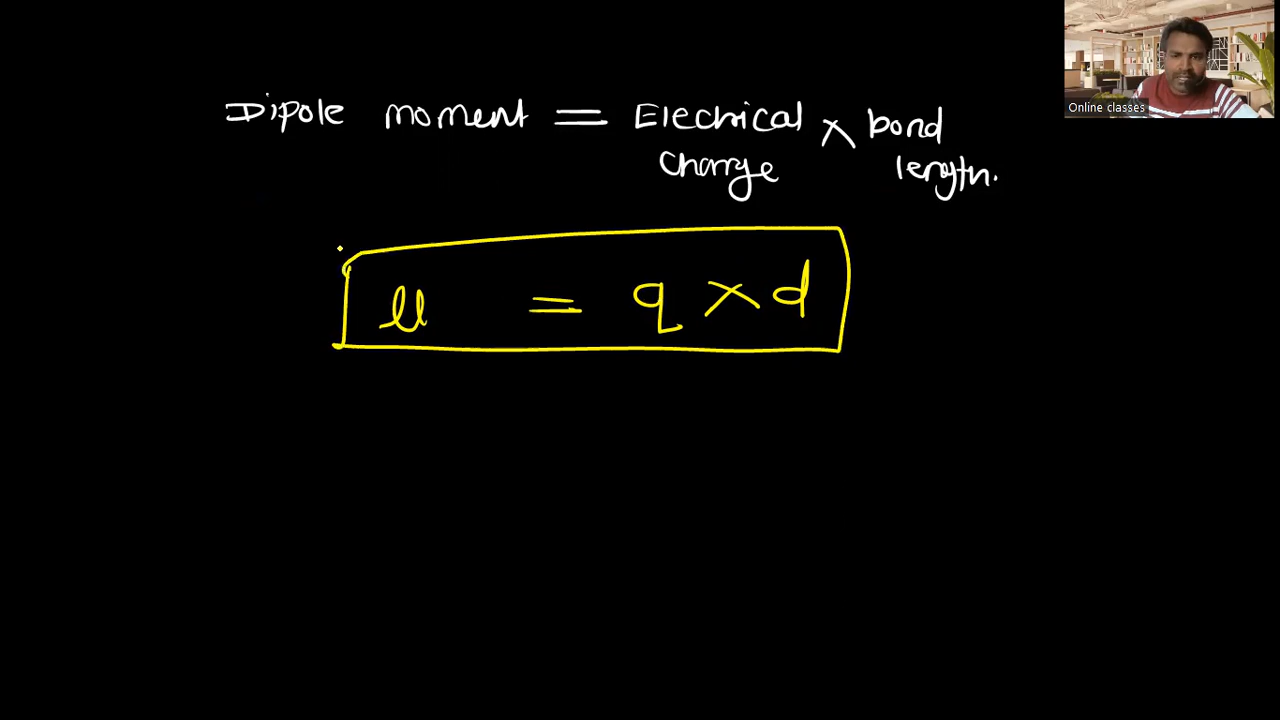 Online classes
Dipole moment = Electrical × bond
charge length.
μ = q × d